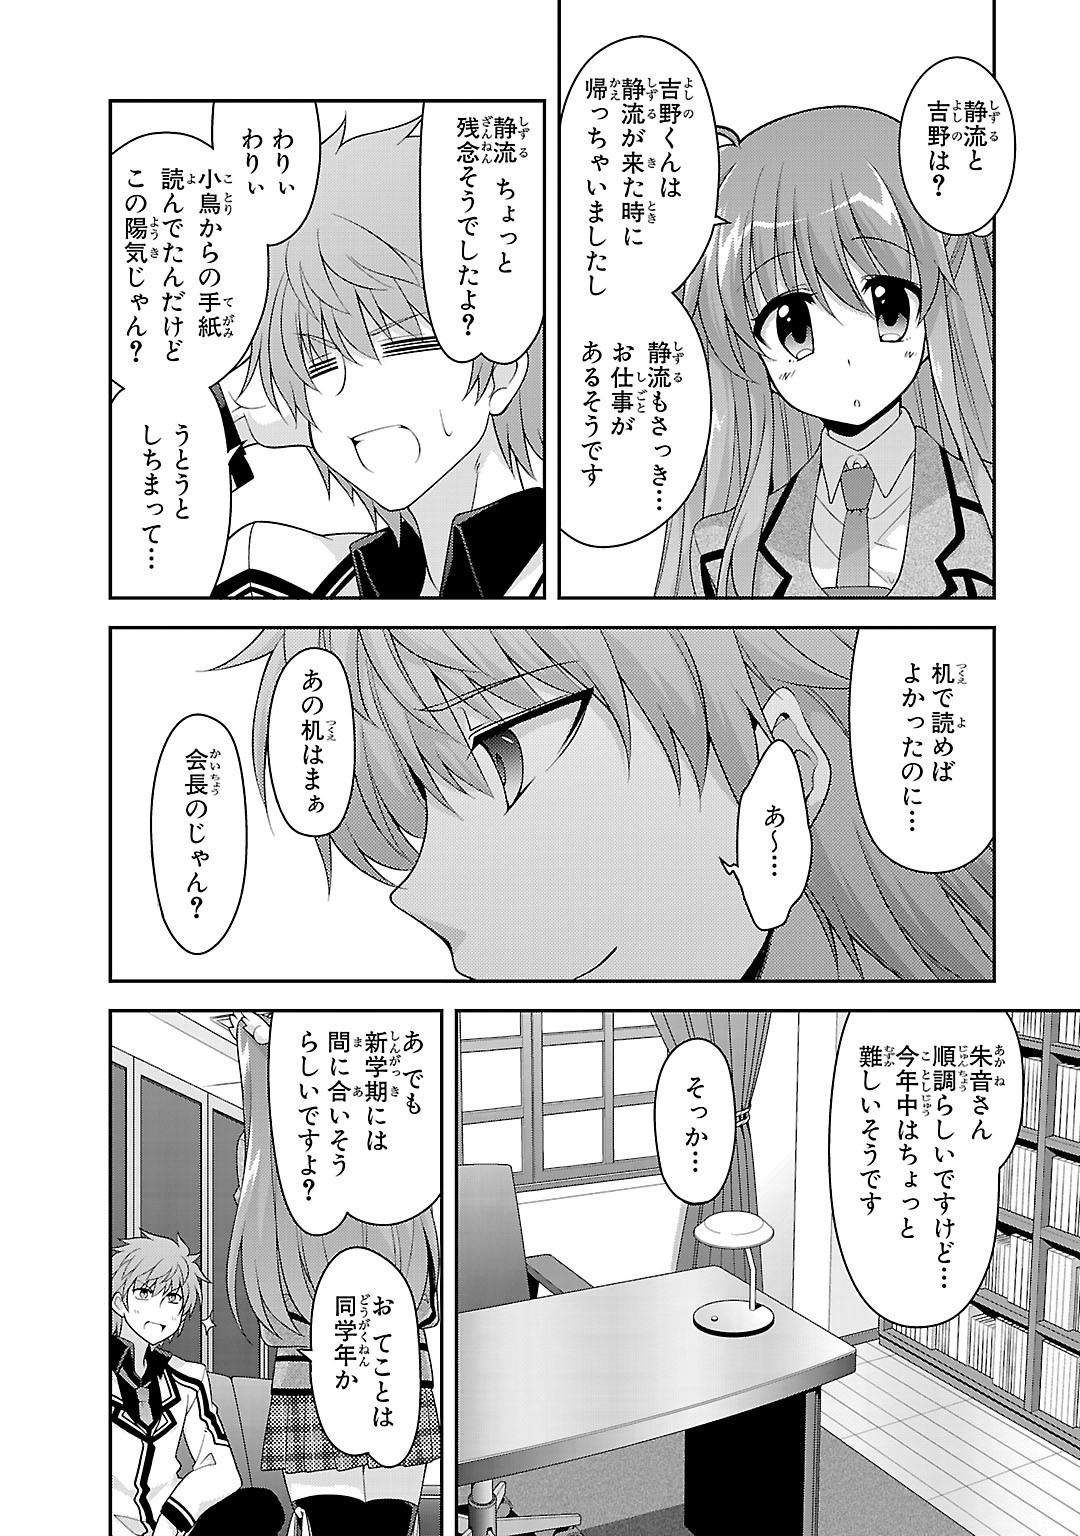 静流と
吉野は?
吉野くんは
静流が来た時に
帰っちゃいましたし
静流もさっき…
お仕事が
あるそうです
静流 ちょっと
残念そうでしたよ?
わりぃ
わりぃ
小鳥からの手紙
読んでたんだけど
この陽気じゃん?
うとうと
しちまって…
机で読めば
よかったのに…
あ〜…
あの机はまぁ
会長のじゃん?
朱音さん
順調らしいですけど…
今年中はちょっと
難しいそうです
そっか…
あでも
新学期には
間に合いそう
らしいですよ?
お てことは
同学年か